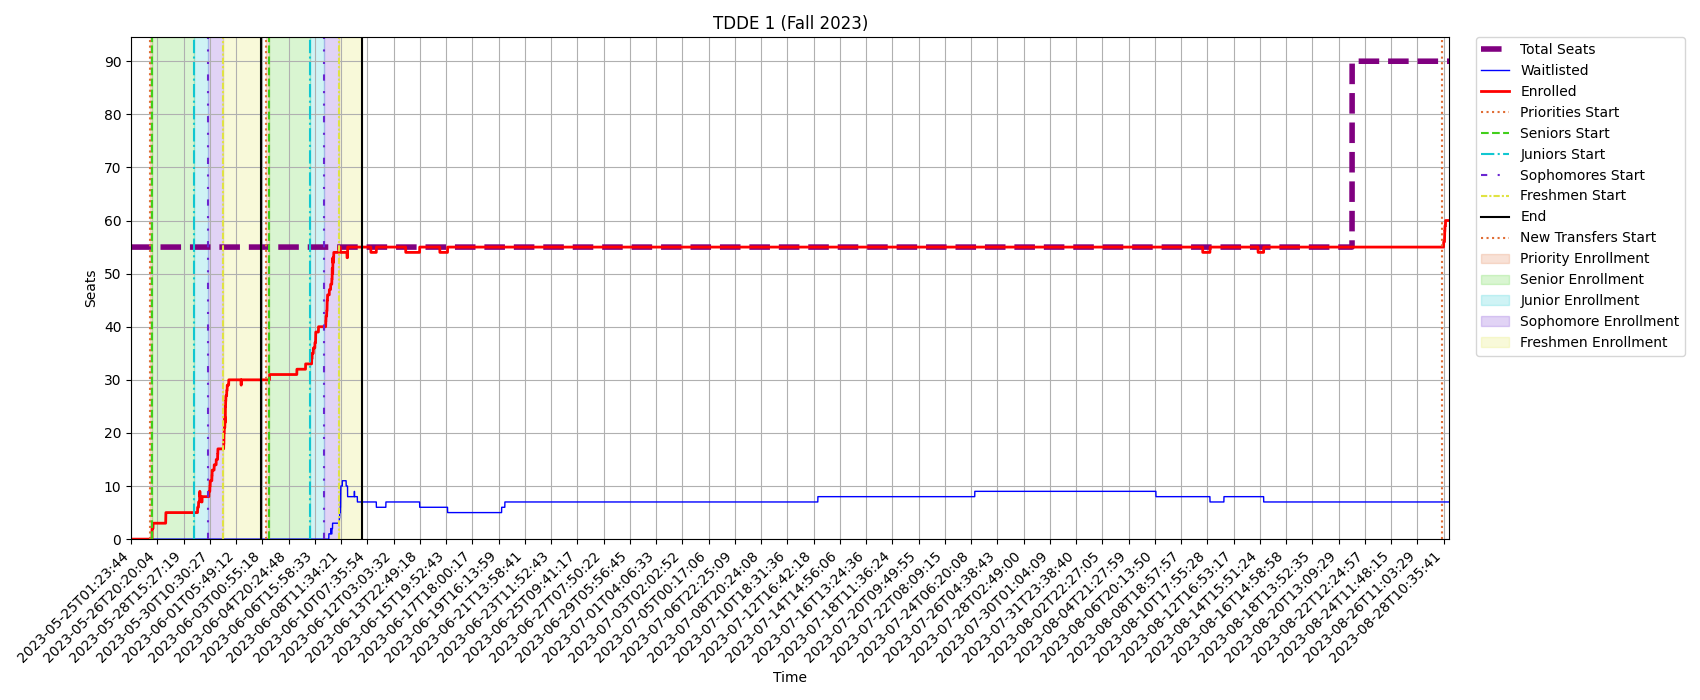 TDDE 1 (Fall 2023)
Seats
90
80
70
60
50
40
30
20
10
0
2023-05-25T01:23:44
2023-05-26T20:20:04
2023-05-28T15:27:19
2023-05-30T10:30:27
2023-06-01T05:49:12
2023-06-03T00:55:18
2023-06-04T20:24:48
2023-06-06T15:58:33
2023-06-08T11:34:21
2023-06-10T07:35:54
2023-06-12T03:03:32
2023-06-13T22:49:18
2023-06-15T19:52:43
2023-06-17T18:00:17
2023-06-19T16:13:59
2023-06-21T13:58:41
2023-06-23T11:52:43
2023-06-25T09:41:17
2023-06-27T07:50:22
2023-06-29T05:56:45
2023-07-01T04:06:33
2023-07-03T02:02:52
2023-07-05T00:17:06
2023-07-06T22:25:09
2023-07-08T20:24:08
2023-07-10T18:31:36
2023-07-12T16:42:18
2023-07-14T14:56:06
2023-07-16T13:24:36
2023-07-18T11:36:24
2023-07-20T09:49:55
2023-07-22T08:09:15
2023-07-24T06:20:08
2023-07-26T04:38:43
2023-07-28T02:49:00
2023-07-30T01:04:09
2023-07-31T23:38:40
2023-08-02T22:27:05
2023-08-04T21:27:59
2023-08-06T20:13:50
2023-08-08T18:57:57
2023-08-10T17:55:28
2023-08-12T16:53:17
2023-08-14T15:51:24
2023-08-16T14:58:58
2023-08-18T13:52:35
2023-08-20T13:09:29
2023-08-22T12:24:57
2023-08-24T11:48:15
2023-08-26T11:03:29
2023-08-28T10:35:41
Time
Total Seats
Waitlisted
Enrolled
Priorities Start
Seniors Start
Juniors Start
Sophomores Start
Freshmen Start
End
New Transfers Start
Priority Enrollment
Senior Enrollment
Junior Enrollment
Sophomore Enrollment
Freshmen Enrollment